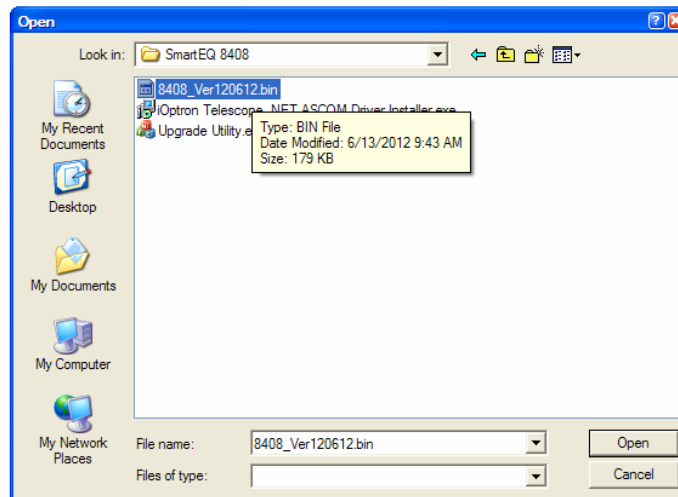 Open
Look in:
SmartEQ 8408
8408_Ver120612.bin
iOptron Telescope .NET ASCOM Driver Installer.exe
Upgrade Utility.e
Type: BIN File
Date Modified: 6/13/2012 9:43 AM
Size: 179 KB
My Recent
Documents
Desktop
My Documents
My Computer
My Network
Places
File name:
8408_Ver120612.bin
Open
Files of type:
Cancel